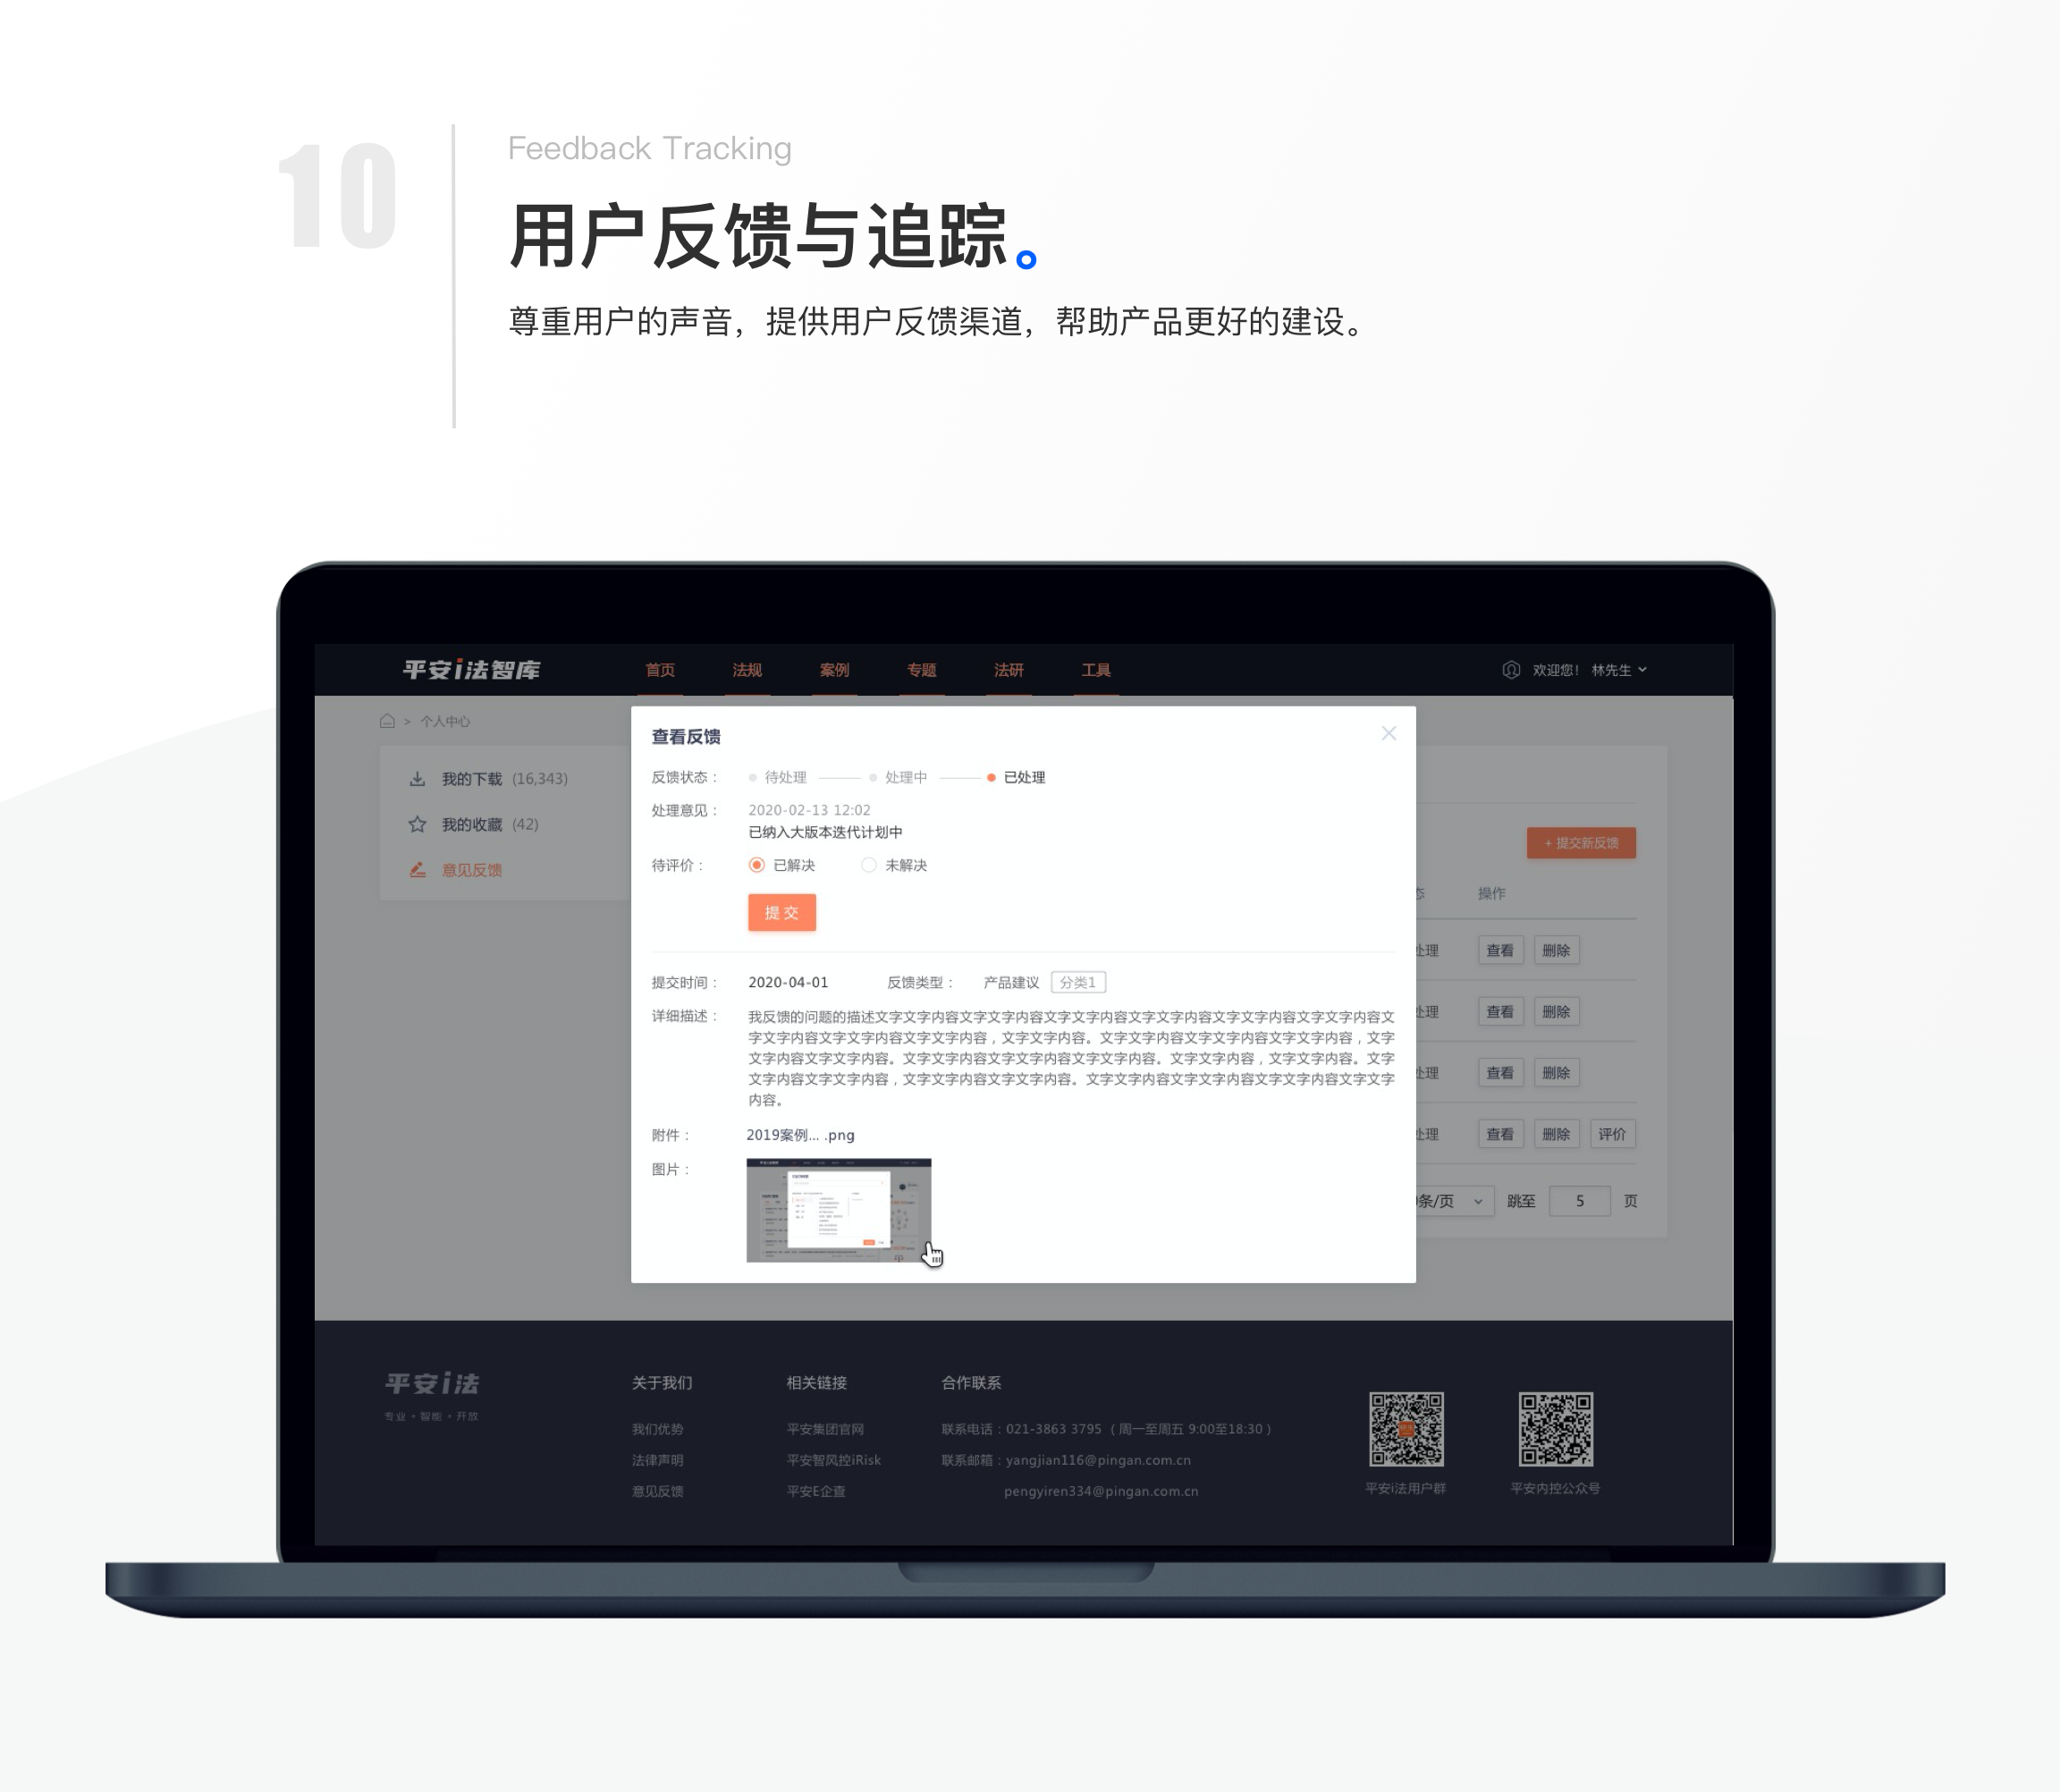 10
Feedback Tracking
用户反馈与追踪。
尊重用户的声音，提供用户反馈渠道，帮助产品更好的建设。
平安i法智库 首页 法规 案例 专题 法研 工具 欢迎您！ 林先生
> 个人中心
我的下载 (16,343)
我的收藏 (42)
意见反馈
查看反馈
反馈状态： 待处理 处理中 已处理
处理意见： 2020-02-13 12:02
已纳入大版本迭代计划中
待评价： 已解决 未解决
提 交
提交时间： 2020-04-01 反馈类型： 产品建议 分类1
详细描述： 我反馈的问题的描述文字文字内容文字文字内容文字文字内容文字文字内容文字文字内容文字文字内容文
字文字内容文字文字内容文字文字内容，文字文字内容。文字文字内容文字文字内容文字文字内容，文字
文字内容文字文字内容。文字文字内容文字文字内容文字文字内容。文字文字内容，文字文字内容。文字
文字内容文字文字内容，文字文字内容文字文字内容。文字文字内容文字文字内容文字文字内容文字文字
内容。
附件： 2019案例... .png
图片：
+ 提交新反馈
态 操作
处理 查看 删除
处理 查看 删除
处理 查看 删除
处理 查看 删除 评价
条/页 跳至 5 页
平安i法
专业・智能・开放
关于我们
我们优势
法律声明
意见反馈
相关链接
平安集团官网
平安智风控iRisk
平安E企查
合作联系
联系电话：021-3863 3795 （周一至周五 9:00至18:30）
联系邮箱：yangjian116@pingan.com.cn
pengyiren334@pingan.com.cn
平安i法用户群
平安内控公众号